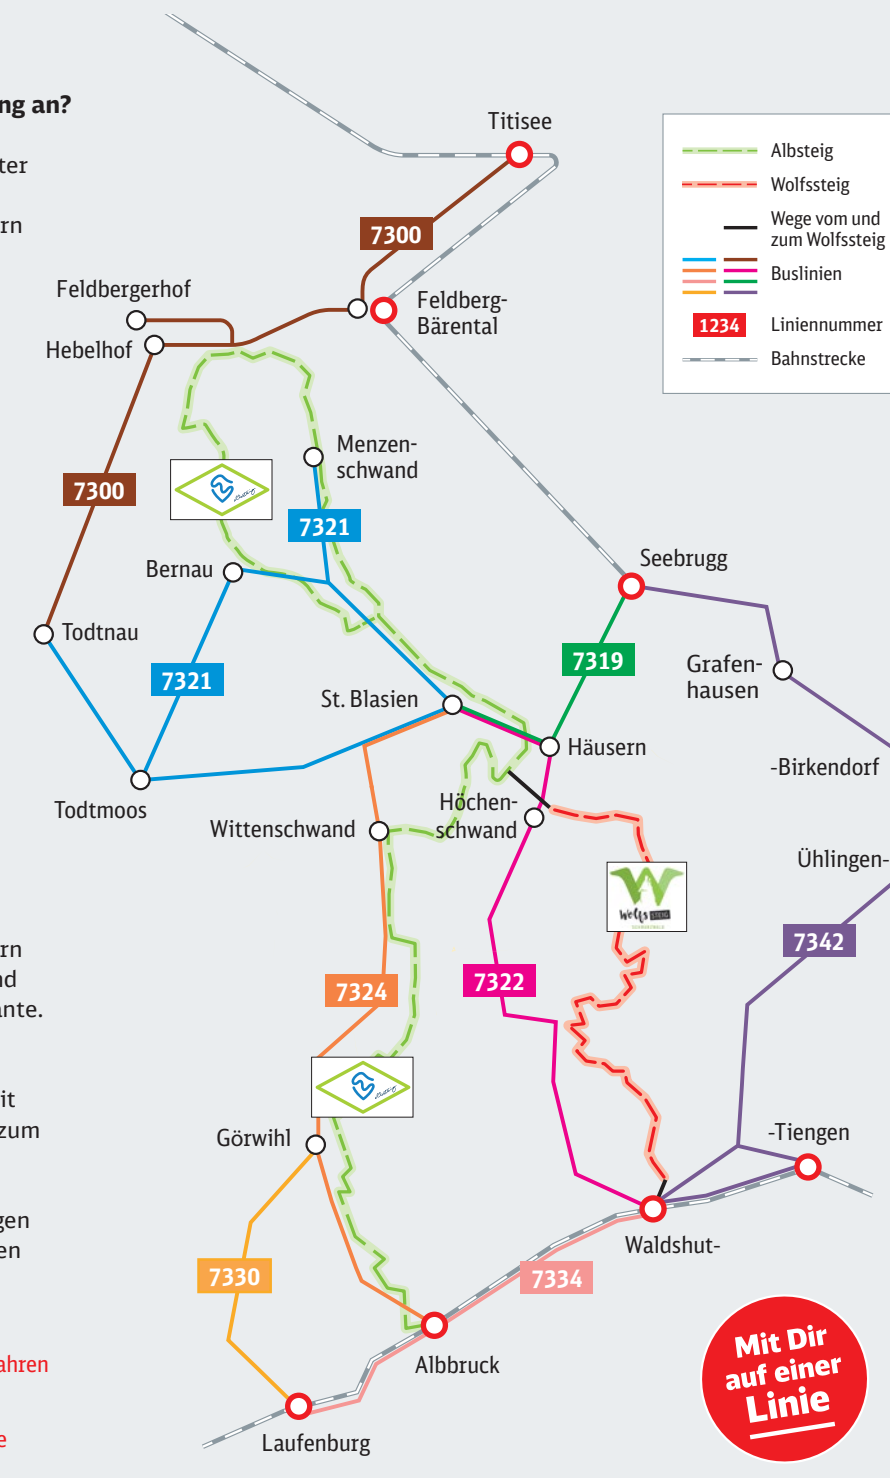 ng an?
ter
rn
Titisee
7300
Feldbergerhof
Hebelhof
Feldberg-
Bärental
Albsteig
Wolfssteig
Wege vom und
zum Wolfssteig
Buslinien
1234 Liniennummer
Bahnstrecke
Menzen-
schwand
7300
7321
Bernau
Seebrugg
Todtnau
7319
7321
Grafen-
hausen
St. Blasien
Häusern
-Birkendorf
Todtmoos
Höchen-
schwand
Wittenschwand
Ühlingen-
Wolfs STEIG
rn
nd
ante.
7342
7322
7324
it
zum
Görwihl
-Tiengen
gen
en
Waldshut-
7330
7334
Mit Dir
auf einer
Linie
ahren
Albbruck
e
Laufenburg